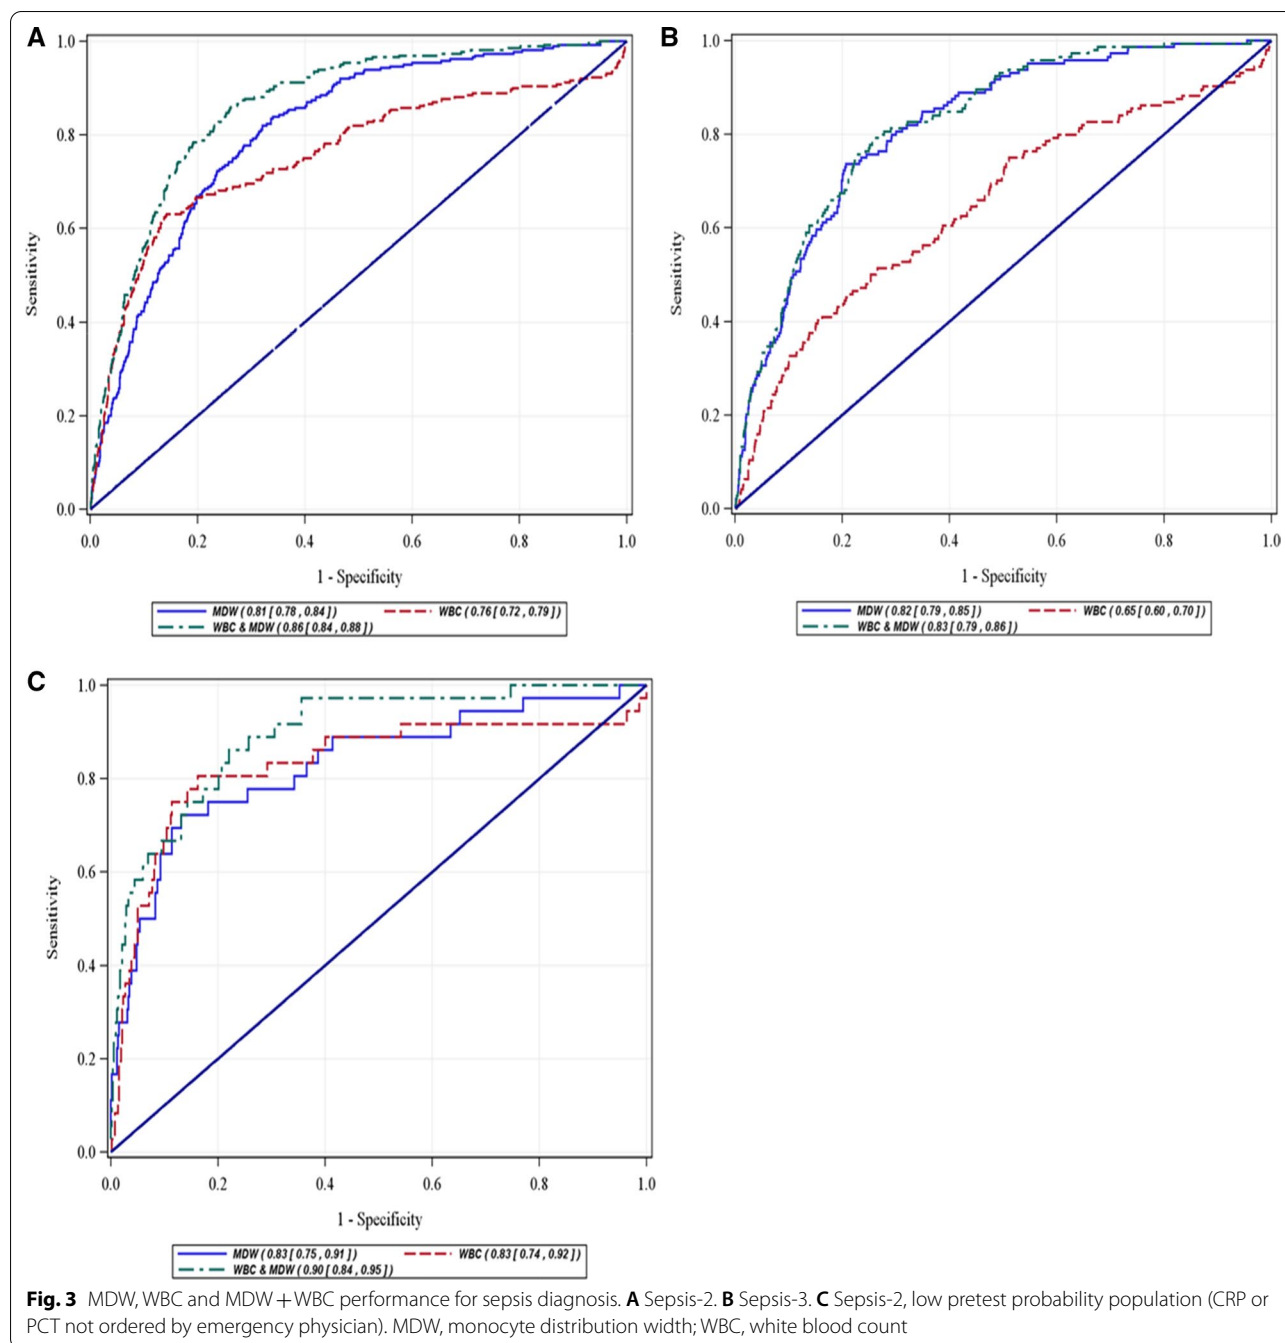 A
1.0
0.8
0.6
0.4
0.2
0.0
Sensitivity
0.0 0.2 0.4 0.6 0.8 1.0
1 - Specificity
MDW ( 0.81 [ 0.78 , 0.84 ] ) WBC ( 0.76 [ 0.72 , 0.79 ] )
WBC & MDW ( 0.86 [ 0.84 , 0.88 ] )
B
1.0
0.8
0.6
0.4
0.2
0.0
Sensitivity
0.0 0.2 0.4 0.6 0.8 1.0
1 - Specificity
MDW ( 0.82 [ 0.79 , 0.85 ] ) WBC ( 0.65 [ 0.60 , 0.70 ] )
WBC & MDW ( 0.83 [ 0.79 , 0.86 ] )
C
1.0
0.8
0.6
0.4
0.2
0.0
Sensitivity
0.0 0.2 0.4 0.6 0.8 1.0
1 - Specificity
MDW ( 0.83 [ 0.75 , 0.91 ] ) WBC ( 0.83 [ 0.74 , 0.92 ] )
WBC & MDW ( 0.90 [ 0.84 , 0.95 ] )
Fig. 3 MDW, WBC and MDW + WBC performance for sepsis diagnosis. A Sepsis-2. B Sepsis-3. C Sepsis-2, low pretest probability population (CRP or
PCT not ordered by emergency physician). MDW, monocyte distribution width; WBC, white blood count